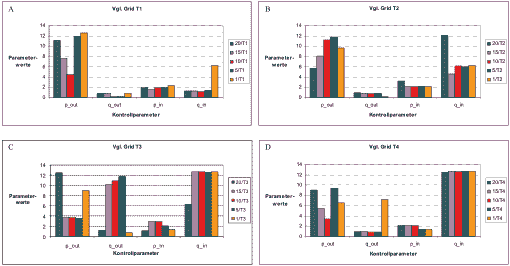 A
Vgl. Grid T1
14
12
10
8
6
4
2
0
Parameter-
werte
p_out
q_out
p_in
q_in
Kontrollparameter
20/T1
15/T1
10/T1
5/T1
1/T1
B
Vgl. Grid T2
14
12
10
8
6
4
2
0
Parameter-
werte
p_out
q_out
p_in
q_in
Kontrollparameter
20/T2
15/T2
10/T2
5/T2
1/T2
C
Vgl. Grid T3
14
12
10
8
6
4
2
0
Parameter-
werte
p_out
q_out
p_in
q_in
Kontrollparameter
20/T3
15/T3
10/T3
5/T3
1/T3
D
Vgl. Grid T4
14
12
10
8
6
4
2
0
Parameter-
werte
p_out
q_out
p_in
q_in
Kontrollparameter
20/T4
15/T4
10/T4
5/T4
1/T4